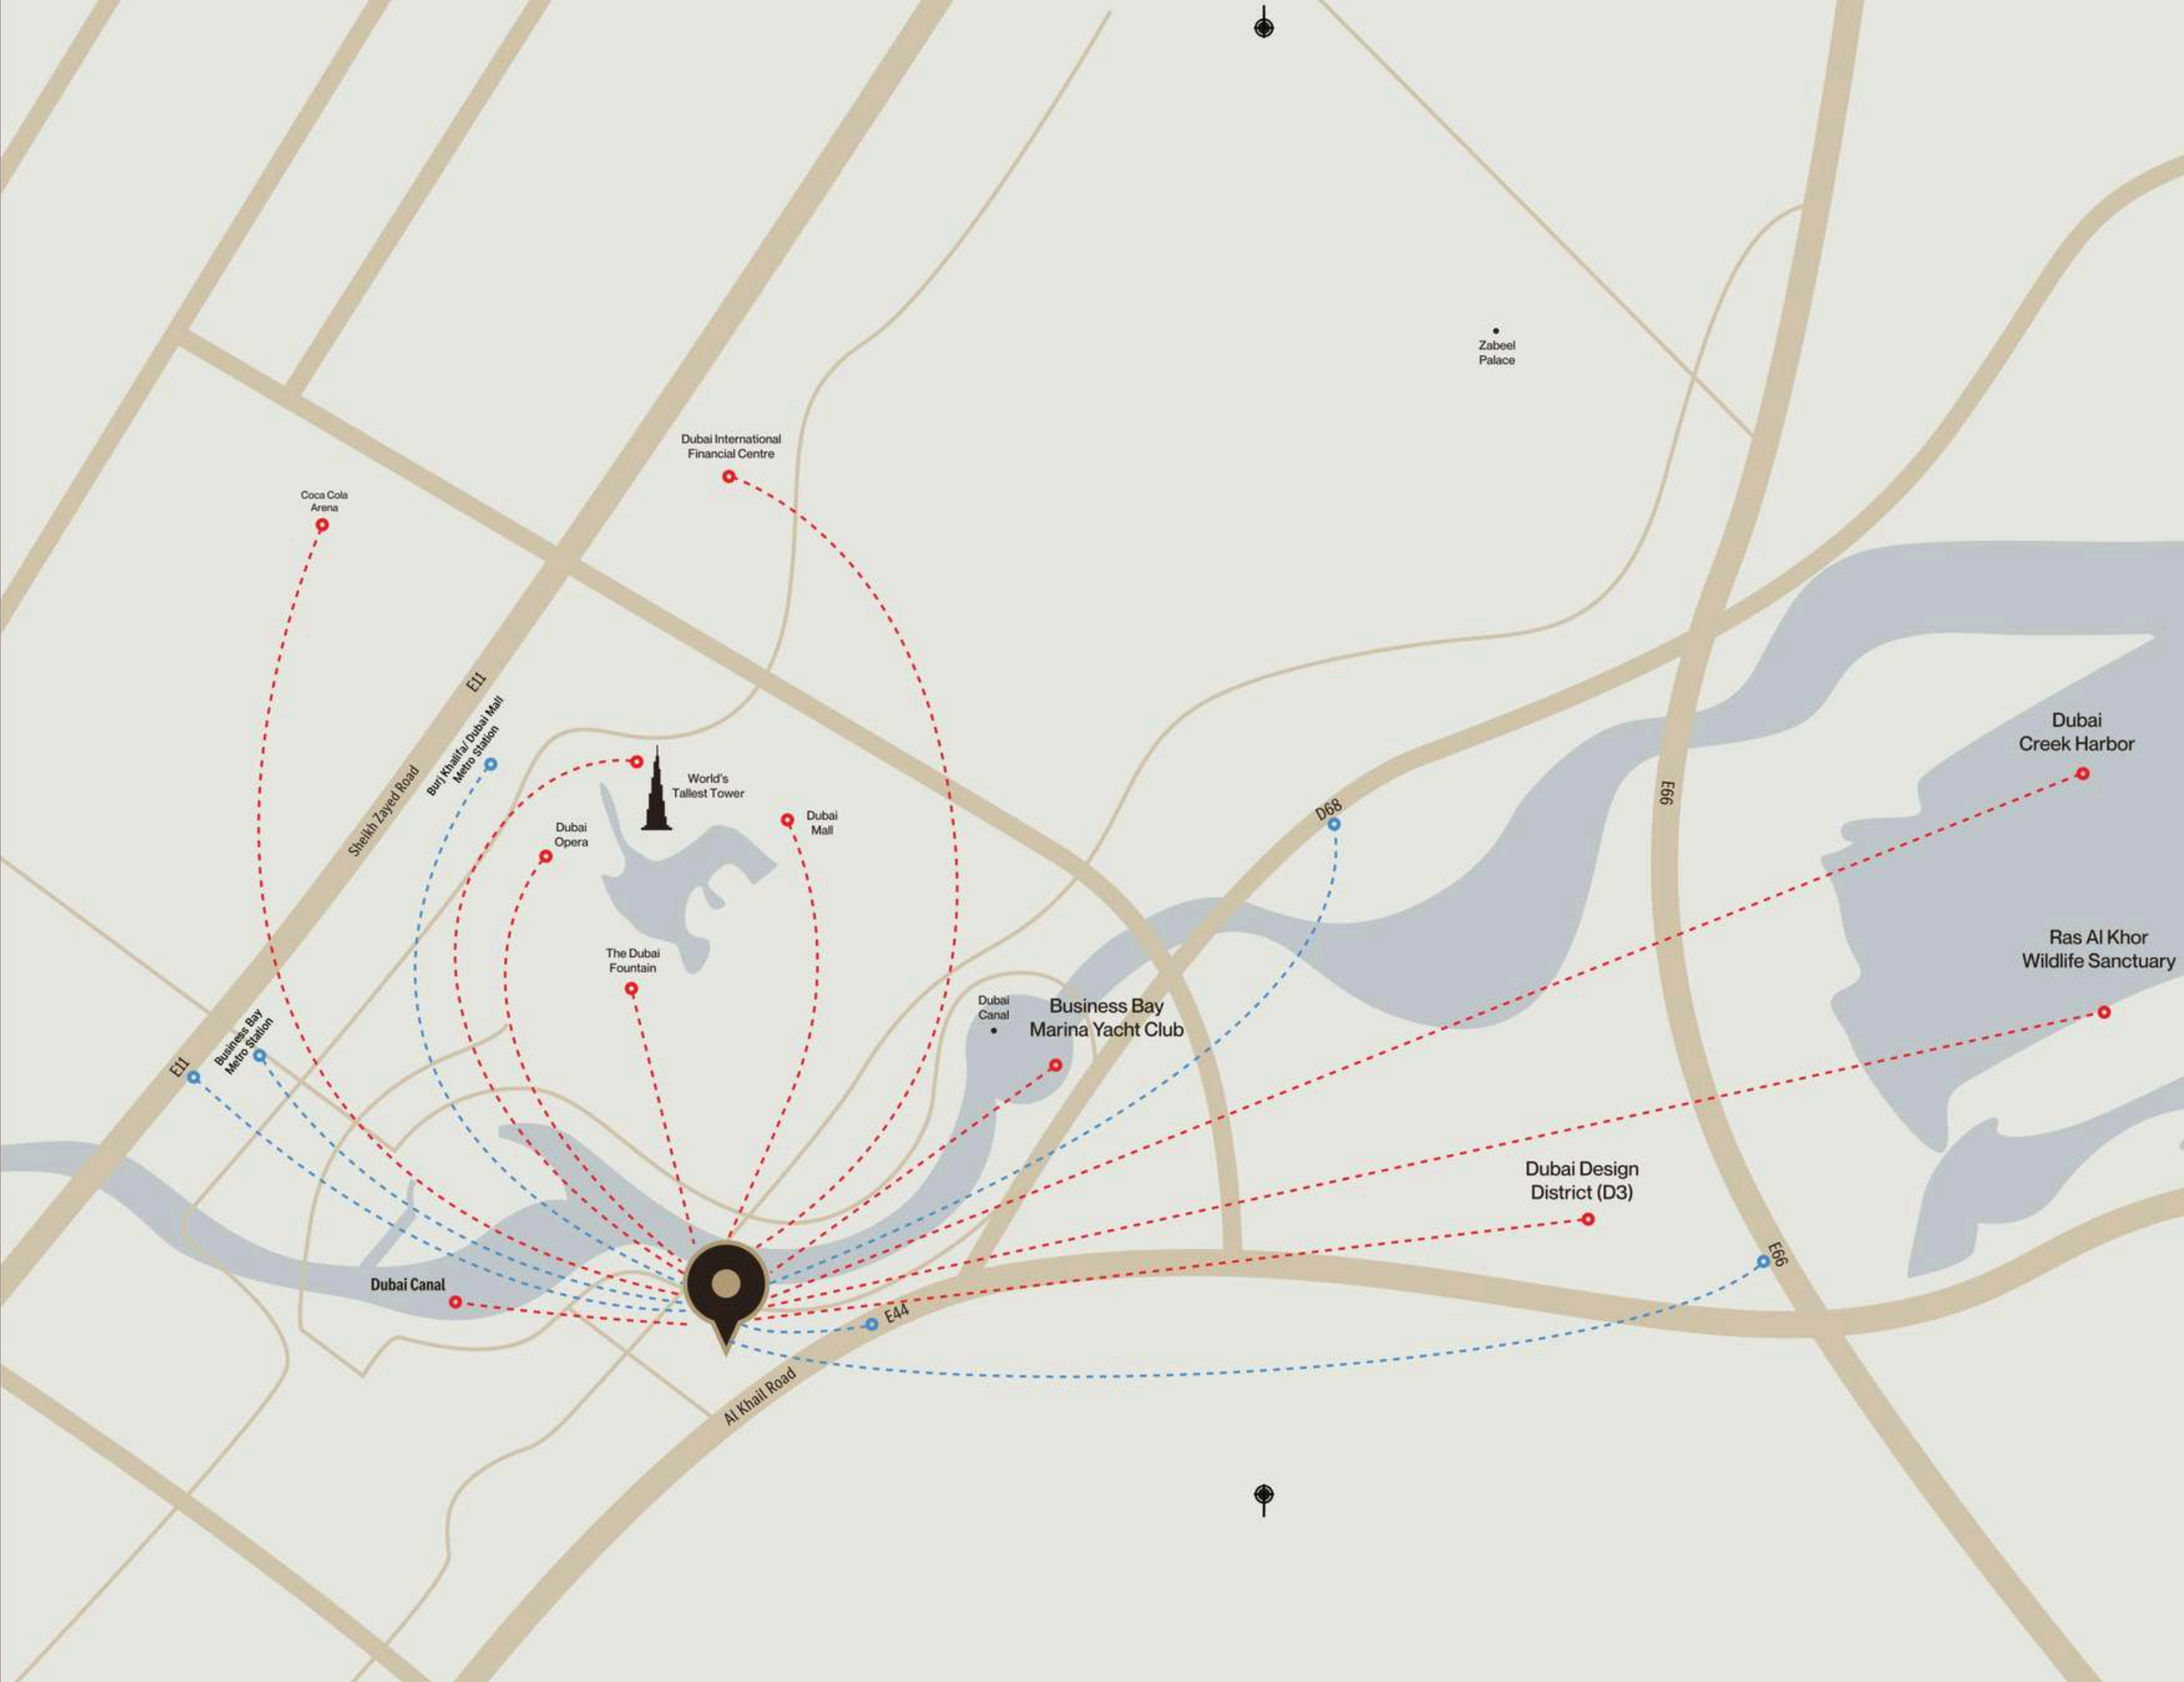 Zabeel
Palace
Dubai International
Financial Centre
Coca Cola
Arena
E11
Burj Khalifa/ Dubai Mall
Metro Station
Sheikh Zayed Road
World's
Tallest Tower
Dubai
Mall
Dubai
Opera
D68
E66
Dubai
Creek Harbor
The Dubai
Fountain
Ras Al Khor
Wildlife Sanctuary
Dubai
Canal
Business Bay
Marina Yacht Club
Business Bay
Metro Station
E11
Dubai Design
District (D3)
E66
Dubai Canal
E44
Al Khail Road